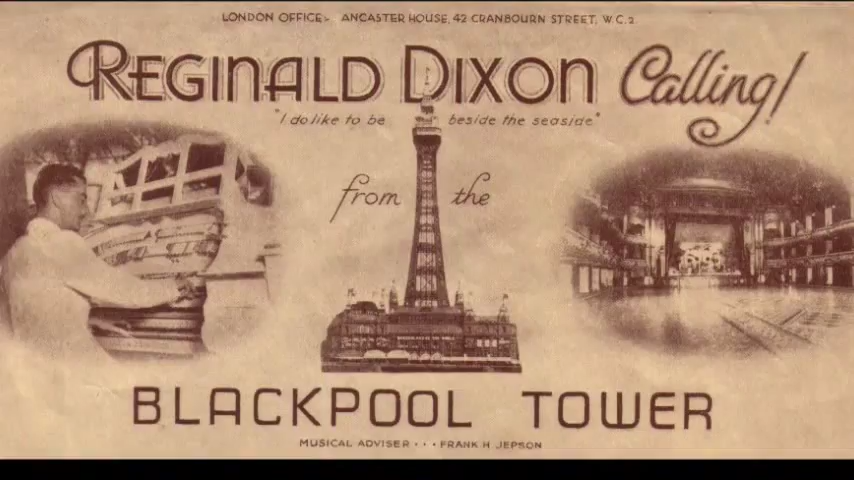 LONDON OFFICE:- ANCASTER HOUSE, 42 CRANBOURN STREET, W.C.2
REGINALD DIXON Calling!
"I do like to be beside the seaside"
from the
BLACKPOOL TOWER
MUSICAL ADVISER · · · FRANK H JEPSON